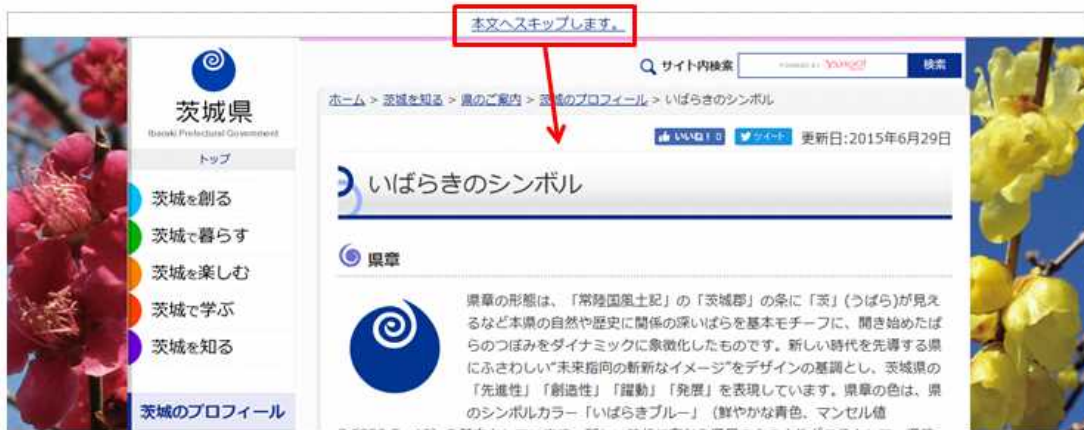 本文へスキップします。
茨城県
Ibaraki Prefectural Government
トップ
茨城を創る
茨城で暮らす
茨城を楽しむ
茨城で学ぶ
茨城を知る
茨城のプロフィール
サイト内検索
YAHOO!
検索
ホーム > 茨城を知る > 県のご案内 > 茨城のプロフィール > いばらきのシンボル
いいね! 0
ツイート
更新日:2015年6月29日
いばらきのシンボル
県章
県章の形態は、「常陸国風土記」の「茨城郡」の条に「茨」(うばら)が見え
るなど本県の自然や歴史に関係の深いばらを基本モチーフに、開き始めたば
らのつぼみをダイナミックに象徴化したものです。新しい時代を先導する県
にふさわしい"未来指向の斬新なイメージ"をデザインの基調とし、茨城県の
「先進性」「創造性」「躍動」「発展」を表現しています。県章の色は、県
のシンボルカラー「いばらきブルー」(鮮やかな青色、マンセル値